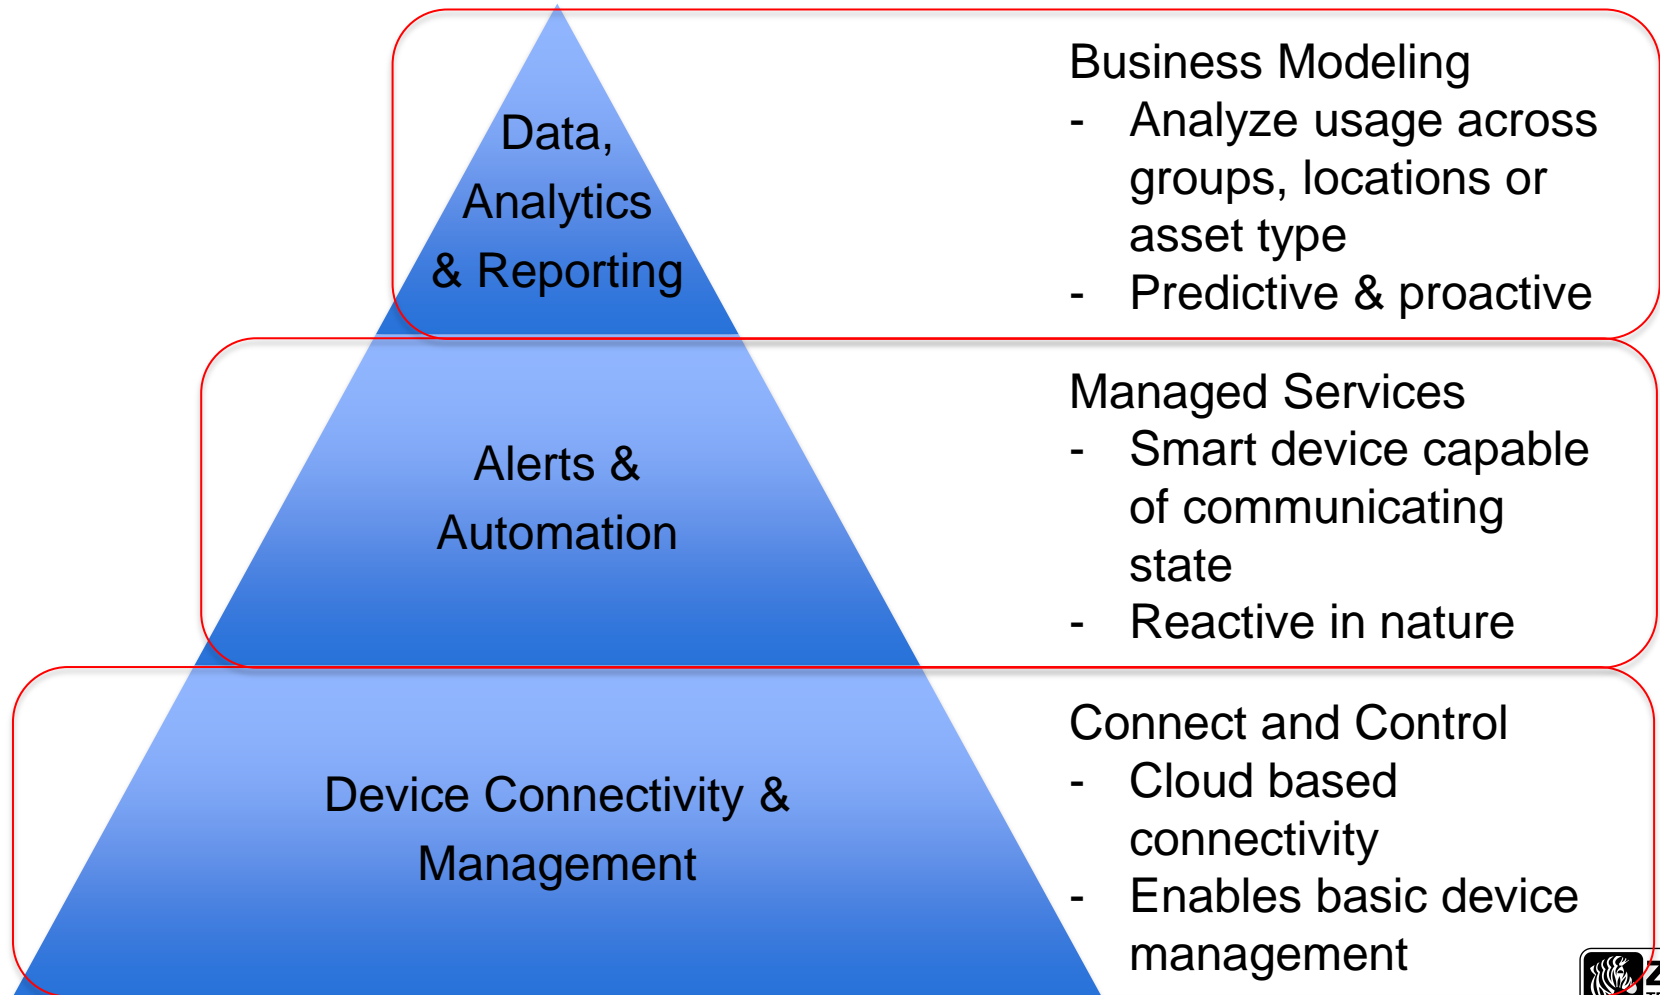 Data,
Analytics
& Reporting
Business Modeling
- Analyze usage across
groups, locations or
asset type
- Predictive & proactive
Alerts &
Automation
Managed Services
- Smart device capable
of communicating
state
- Reactive in nature
Device Connectivity &
Management
Connect and Control
- Cloud based
connectivity
- Enables basic device
management